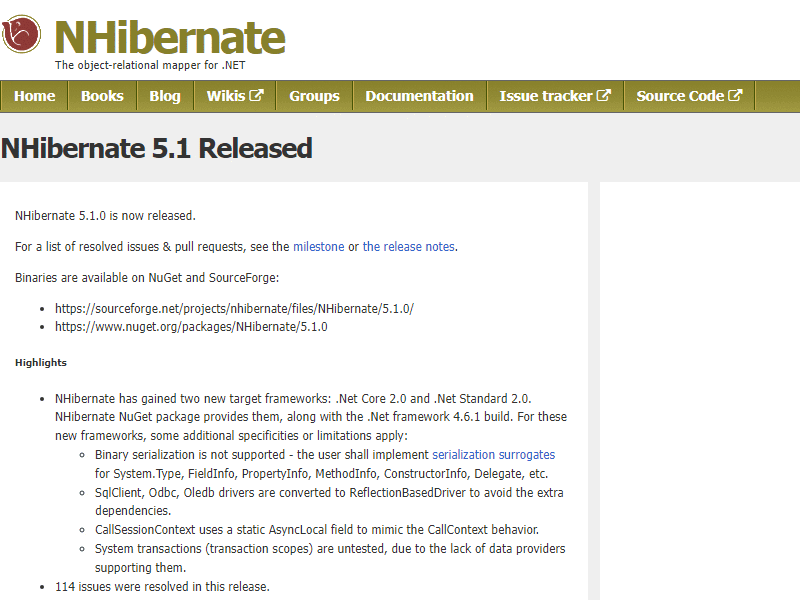 NHibernate
The object-relational mapper for .NET
Home Books Blog Wikis Groups Documentation Issue tracker Source Code
NHibernate 5.1 Released
NHibernate 5.1.0 is now released.
For a list of resolved issues & pull requests, see the milestone or the release notes.
Binaries are available on NuGet and SourceForge:
• https://sourceforge.net/projects/nhibernate/files/NHibernate/5.1.0/
• https://www.nuget.org/packages/NHibernate/5.1.0
Highlights
• NHibernate has gained two new target frameworks: .Net Core 2.0 and .Net Standard 2.0.
NHibernate NuGet package provides them, along with the .Net framework 4.6.1 build. For these
new frameworks, some additional specificities or limitations apply:
◦ Binary serialization is not supported - the user shall implement serialization surrogates
for System.Type, FieldInfo, PropertyInfo, MethodInfo, ConstructorInfo, Delegate, etc.
◦ SqlClient, Odbc, Oledb drivers are converted to ReflectionBasedDriver to avoid the extra
dependencies.
◦ CallSessionContext uses a static AsyncLocal field to mimic the CallContext behavior.
◦ System transactions (transaction scopes) are untested, due to the lack of data providers
supporting them.
• 114 issues were resolved in this release.